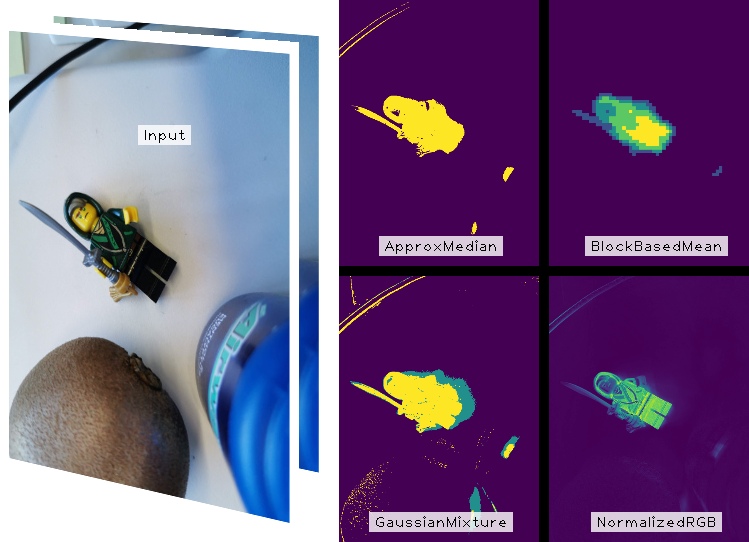 Input
ApproxMedian
BlockBasedMean
GaussianMixture
NormalizedRGB